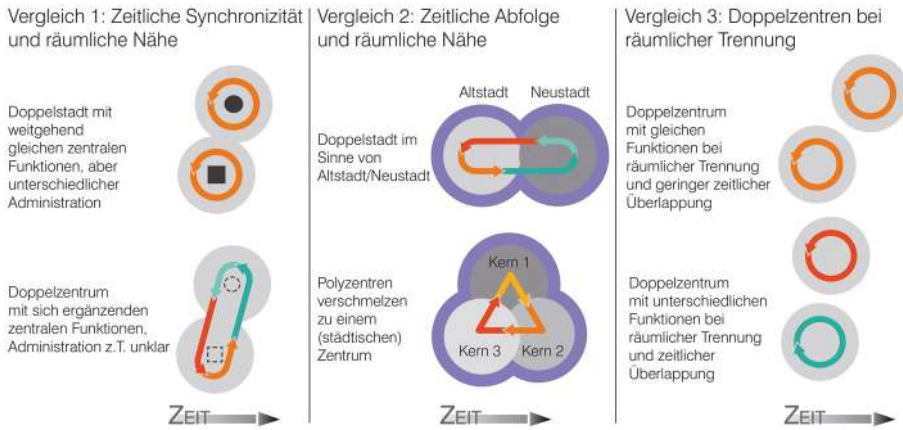 Vergleich 1: Zeitliche Synchronizität
und räumliche Nähe
Doppelstadt mit
weitgehend
gleichen zentralen
Funktionen, aber
unterschiedlicher
Administration
Doppelzentrum
mit sich ergänzenden
zentralen Funktionen,
Administration z.T. unklar
ZEIT
Vergleich 2: Zeitliche Abfolge
und räumliche Nähe
Altstadt
Neustadt
Doppelstadt im
Sinne von
Altstadt/Neustadt
Polyzentren
verschmelzen
zu einem
(städtischen)
Zentrum
Kern 1
Kern 3
Kern 2
ZEIT
Vergleich 3: Doppelzentren bei
räumlicher Trennung
Doppelzentrum
mit gleichen
Funktionen bei
räumlicher Trennung
und geringer zeitlicher
Überlappung
Doppelzentrum
mit unterschiedlichen
Funktionen bei
räumlicher Trennung
und zeitlicher
Überlappung
ZEIT